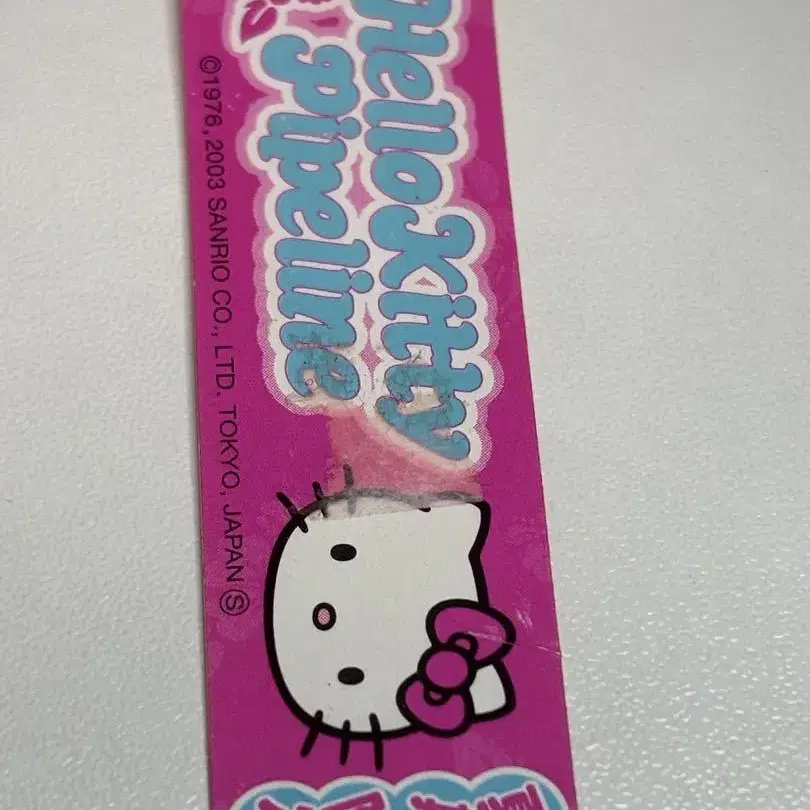 Hello Kitty
Pipeline
©1976, 2003 SANRIO CO., LTD. TOKYO, JAPAN Ⓢ